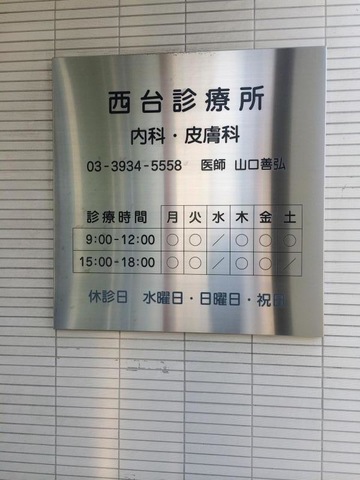 西台診療所
内科・皮膚科
03-3934-5558 医師 山口善弘
診療時間 月 火 水 木 金 土
9:00-12:00 ○ ○ ／ ○ ○ ○
15:00-18:00 ○ ○ ／ ○ ○ ／
休診日 水曜日・日曜日・祝日